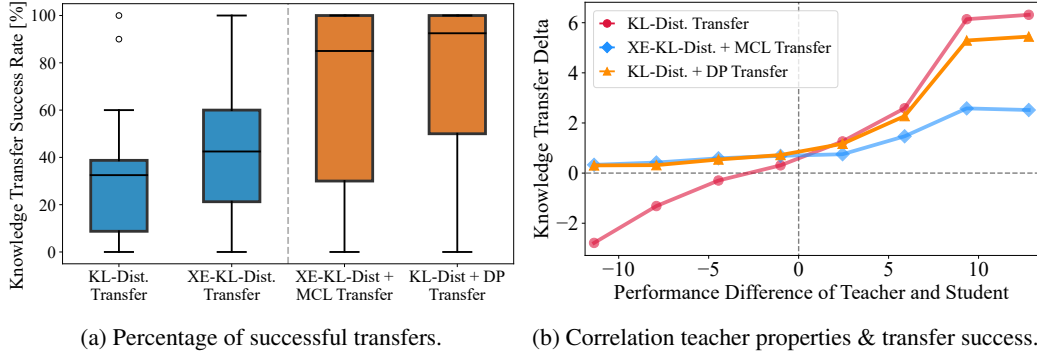 Knowledge Transfer Success Rate [%]
100
80
60
40
20
0
KL-Dist.
Transfer
XE-KL-Dist.
Transfer
XE-KL-Dist +
MCL Transfer
KL-Dist + DP
Transfer
(a) Percentage of successful transfers.
Knowledge Transfer Delta
6
4
2
0
−2
KL-Dist. Transfer
XE-KL-Dist. + MCL Transfer
KL-Dist. + DP Transfer
−10
−5
0
5
10
Performance Difference of Teacher and Student
(b) Correlation teacher properties & transfer success.